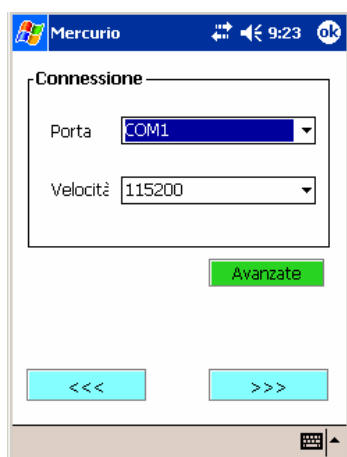 Mercurio 9:23 ok
Connessione
Porta COM1
Velocità 115200
Avanzate
<<< >>>